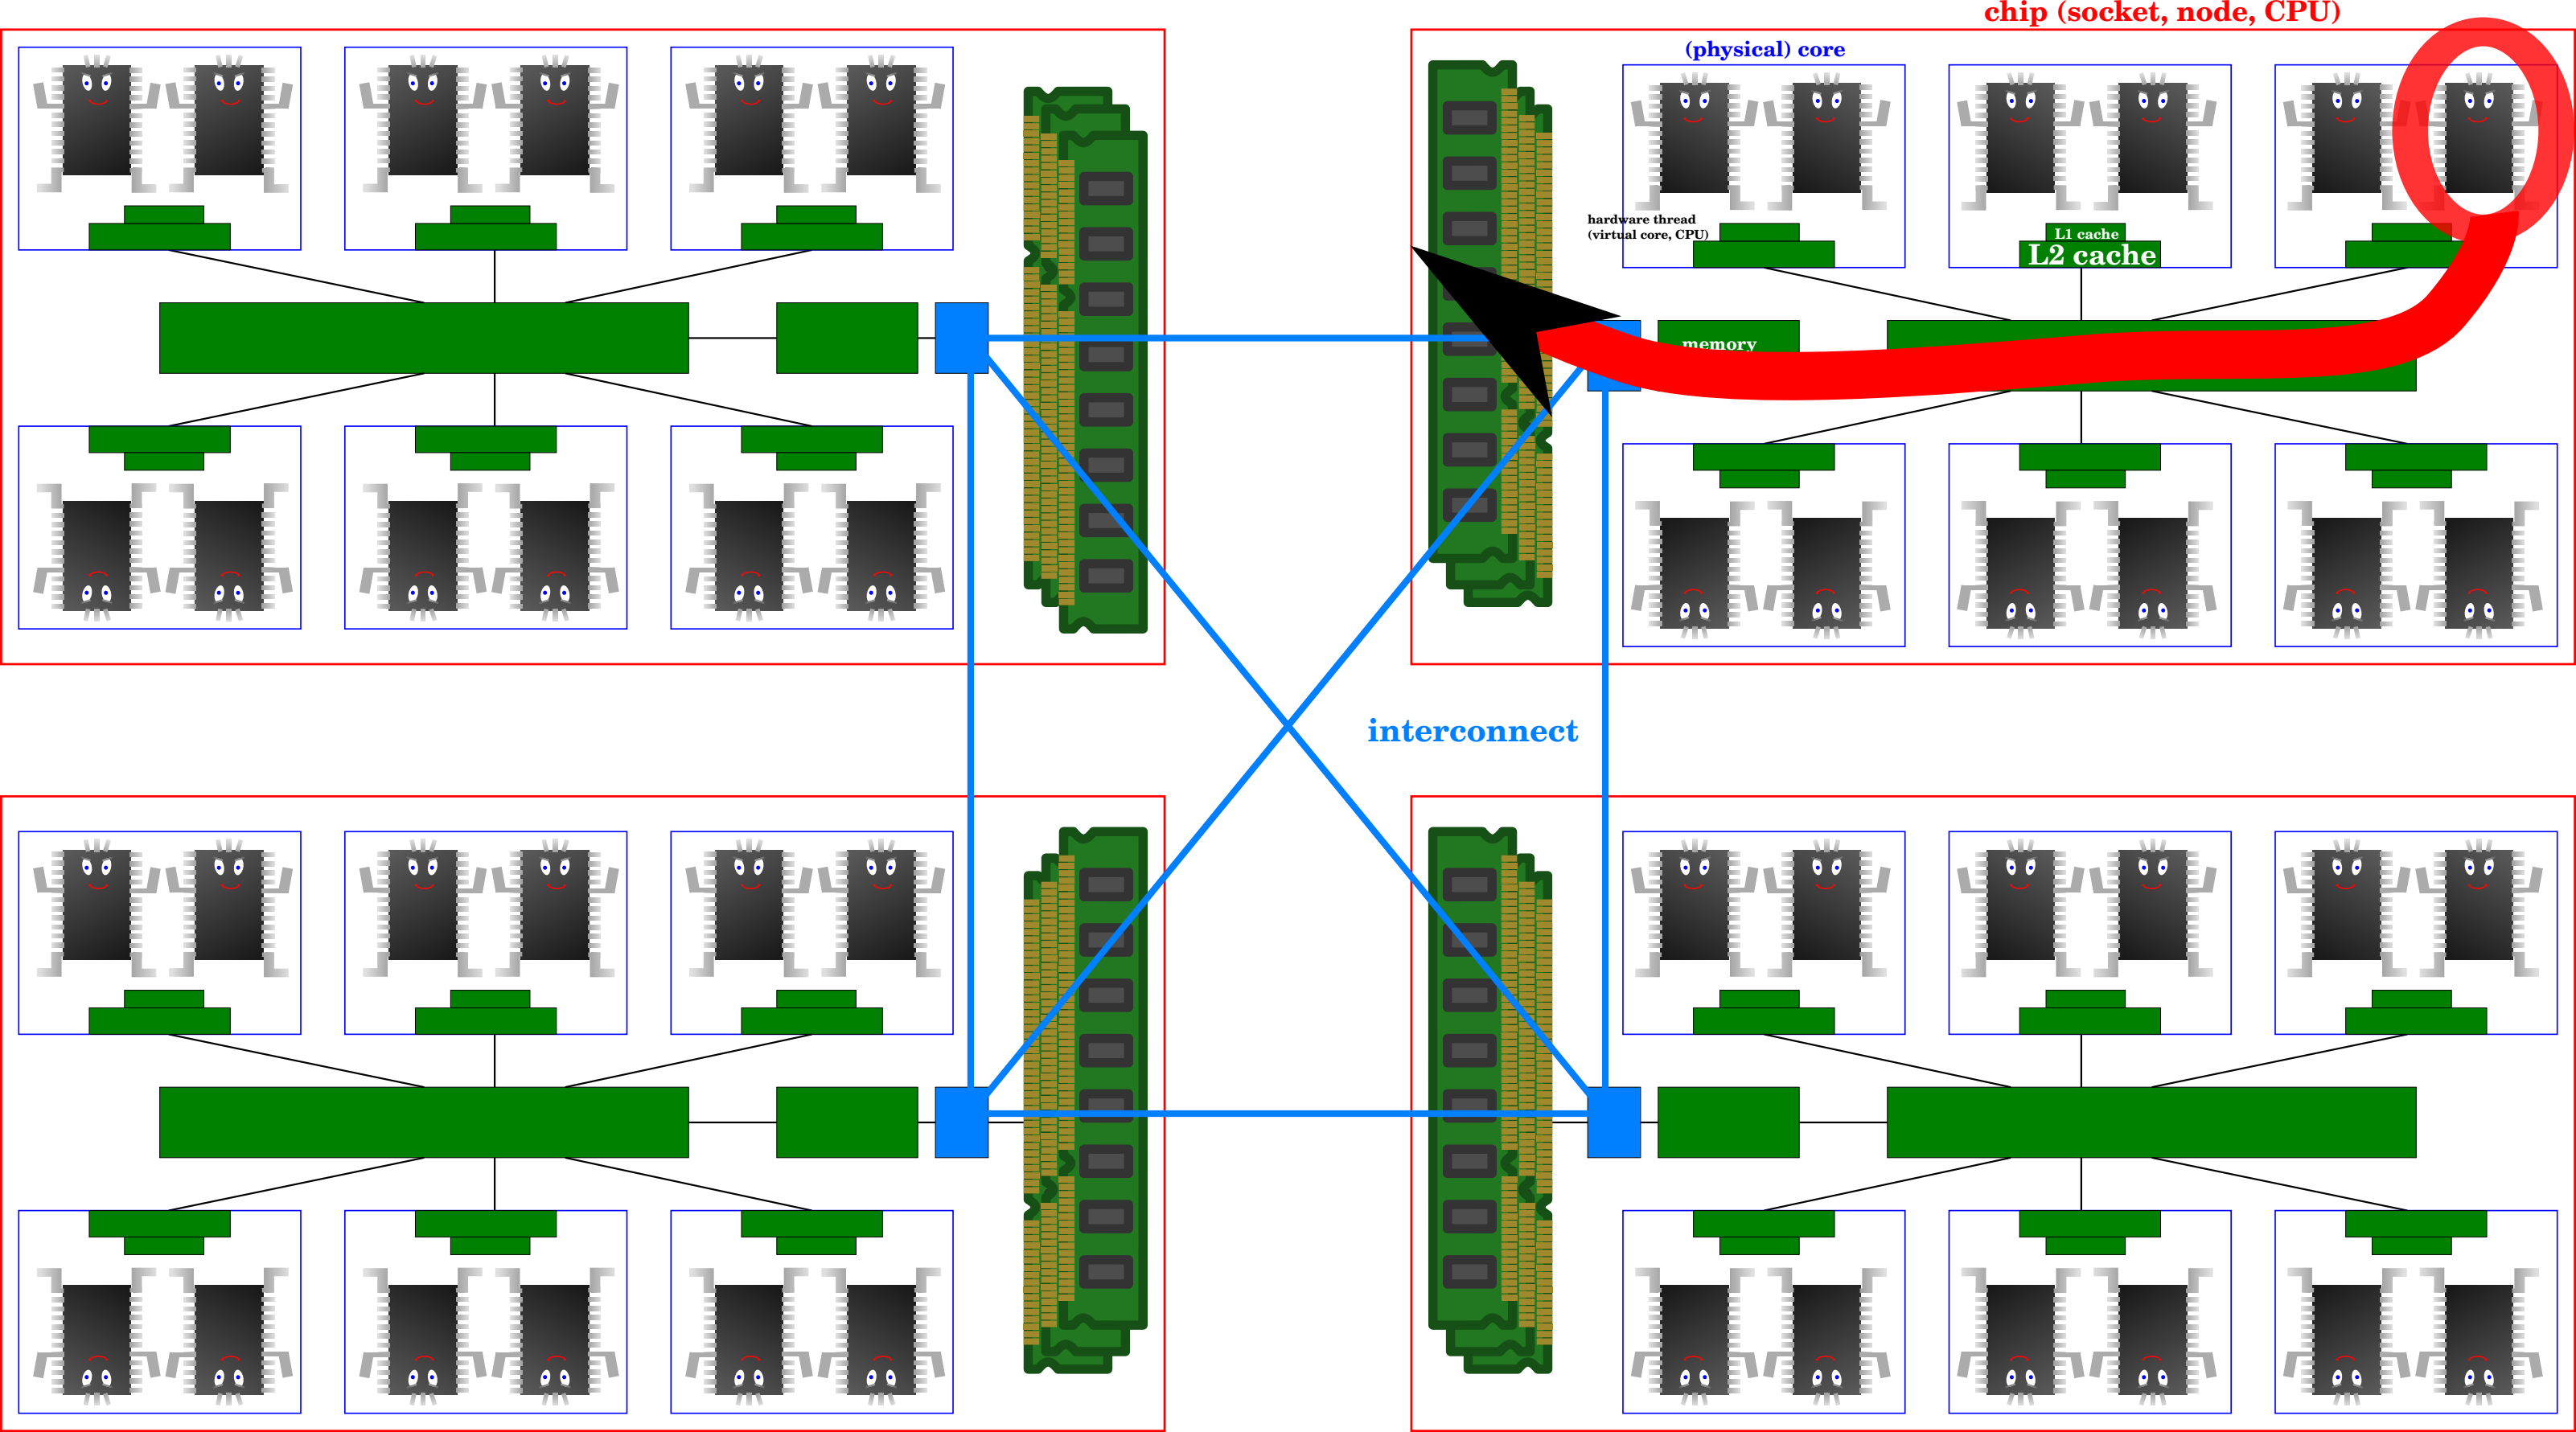 chip (socket, node, CPU)
(physical) core
hardware thread
(virtual core, CPU)
L1 cache
L2 cache
memory
interconnect